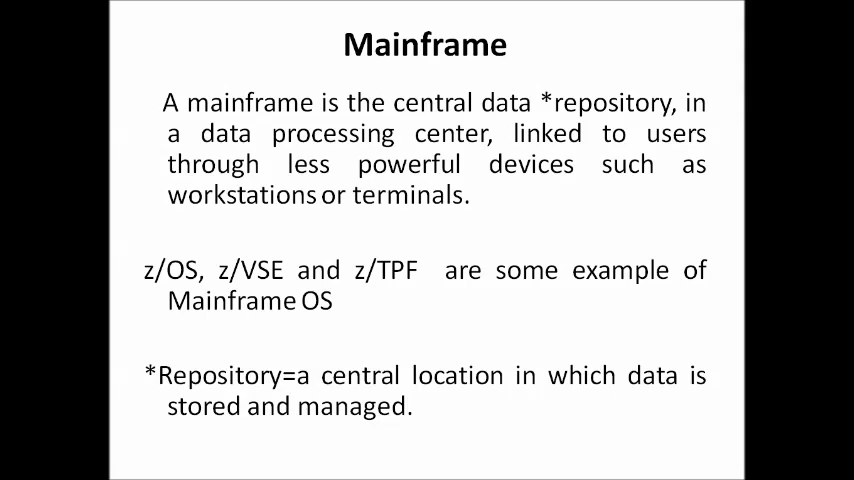 Mainframe
A mainframe is the central data *repository, in
a data processing center, linked to users
through less powerful devices such as
workstations or terminals.
z/OS, z/VSE and z/TPF are some example of
Mainframe OS
*Repository=a central location in which data is
stored and managed.